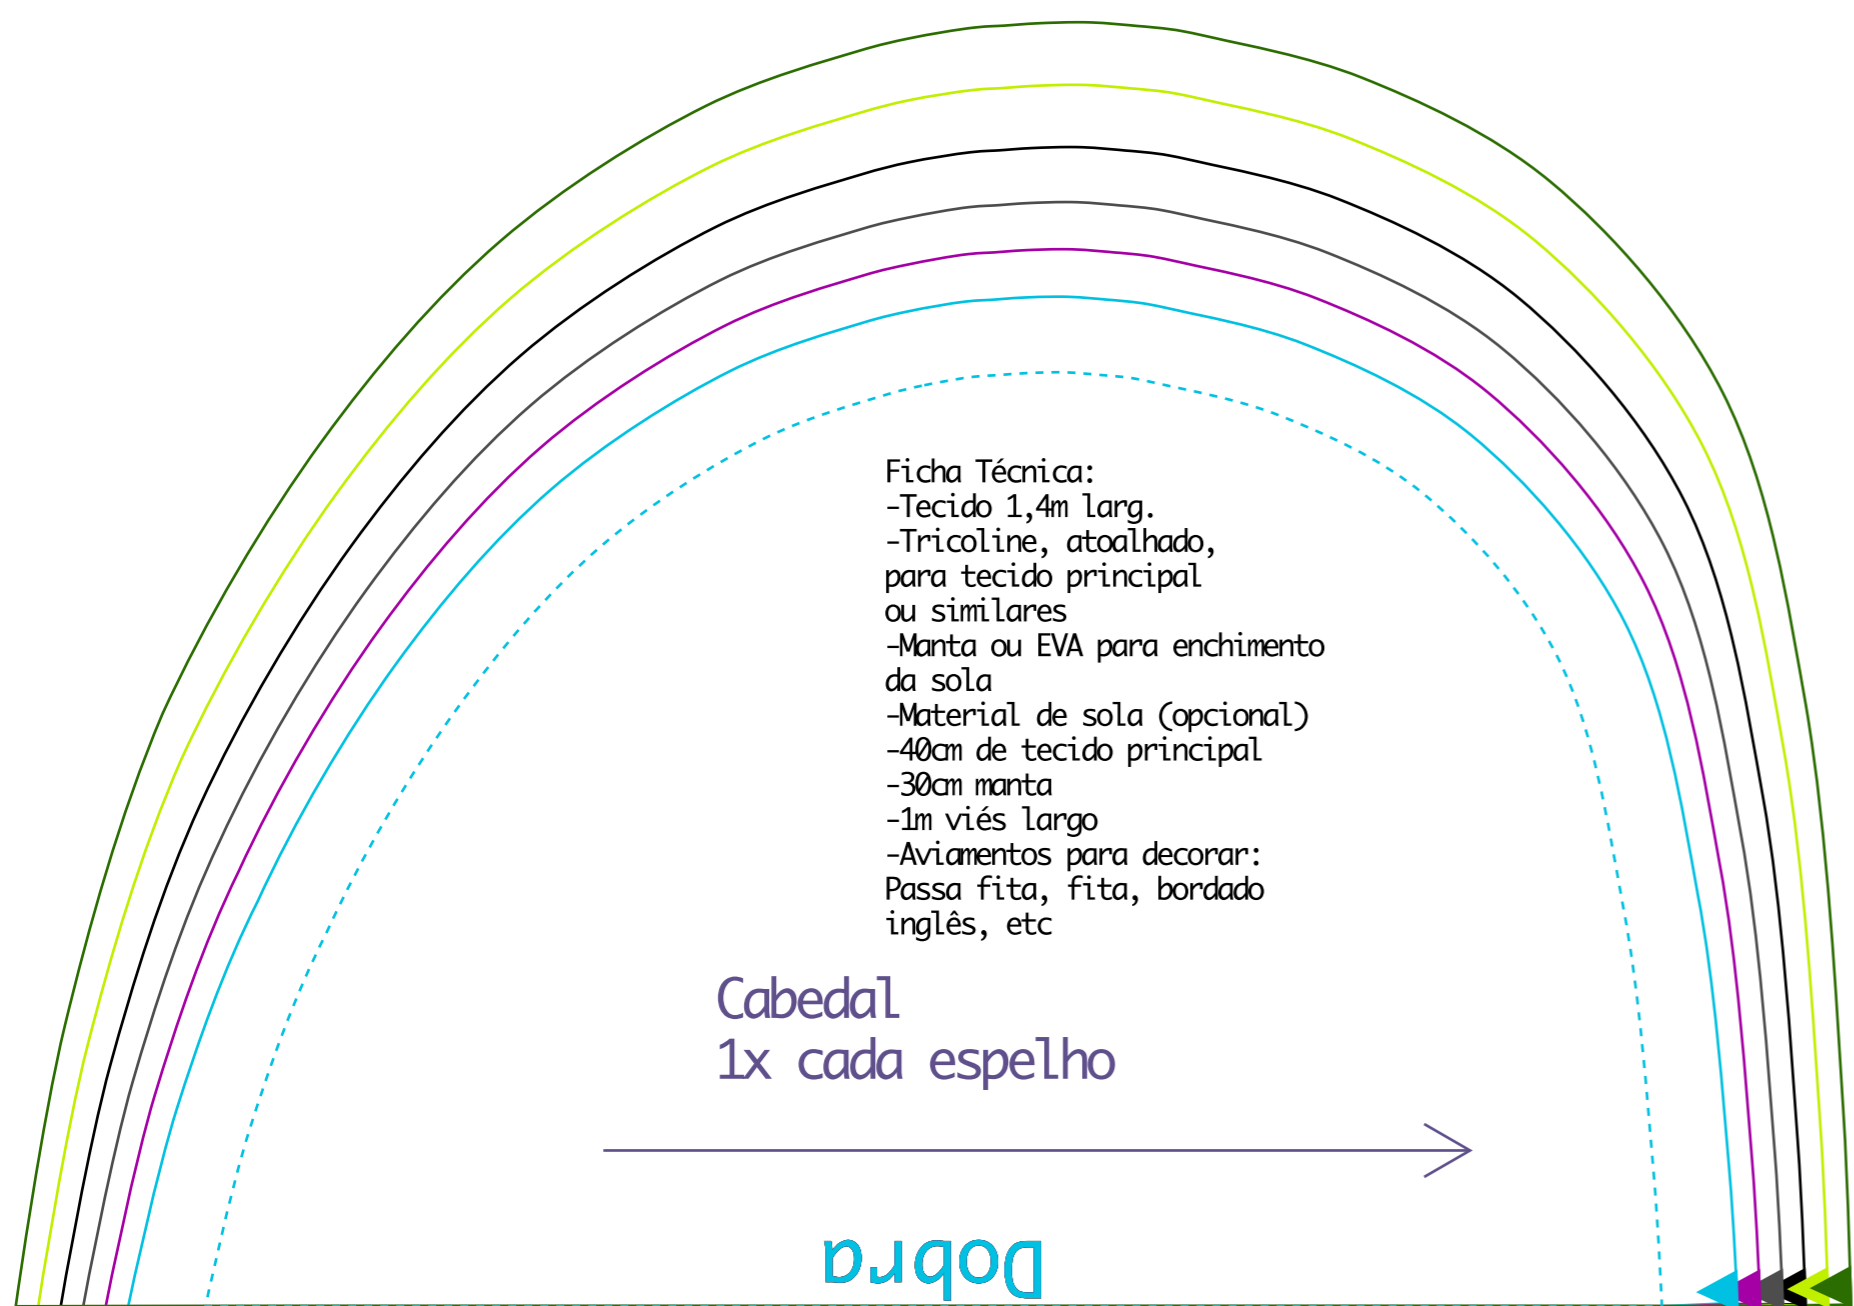 Ficha Técnica:
-Tecido 1,4m larg.
-Tricoline, atoalhado,
para tecido principal
ou similares
-Manta ou EVA para enchimento
da sola
-Material de sola (opcional)
-40cm de tecido principal
-30cm manta
-1m viés largo
-Aviamentos para decorar:
Passa fita, fita, bordado
inglês, etc
Cabedal
1x cada espelho
Dobra